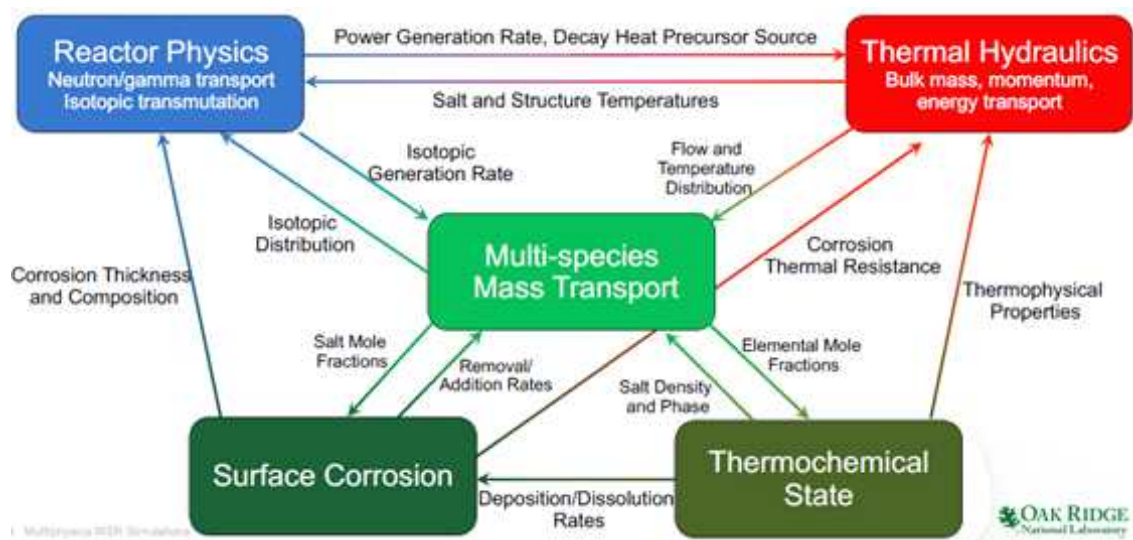 Reactor Physics
Neutron/gamma transport
Isotopic transmutation
Power Generation Rate, Decay Heat Precursor Source
Salt and Structure Temperatures
Thermal Hydraulics
Bulk mass, momentum,
energy transport
Isotopic
Generation Rate
Flow and
Temperature
Distribution
Isotopic
Distribution
Multi-species
Mass Transport
Corrosion
Thermal Resistance
Corrosion Thickness
and Composition
Thermophysical
Properties
Salt Mole
Fractions
Removal/
Addition Rates
Salt Density
and Phase
Elemental Mole
Fractions
Surface Corrosion
Deposition/Dissolution
Rates
Thermochemical
State
Multiphysics MSR Simulations
OAK RIDGE
National Laboratory